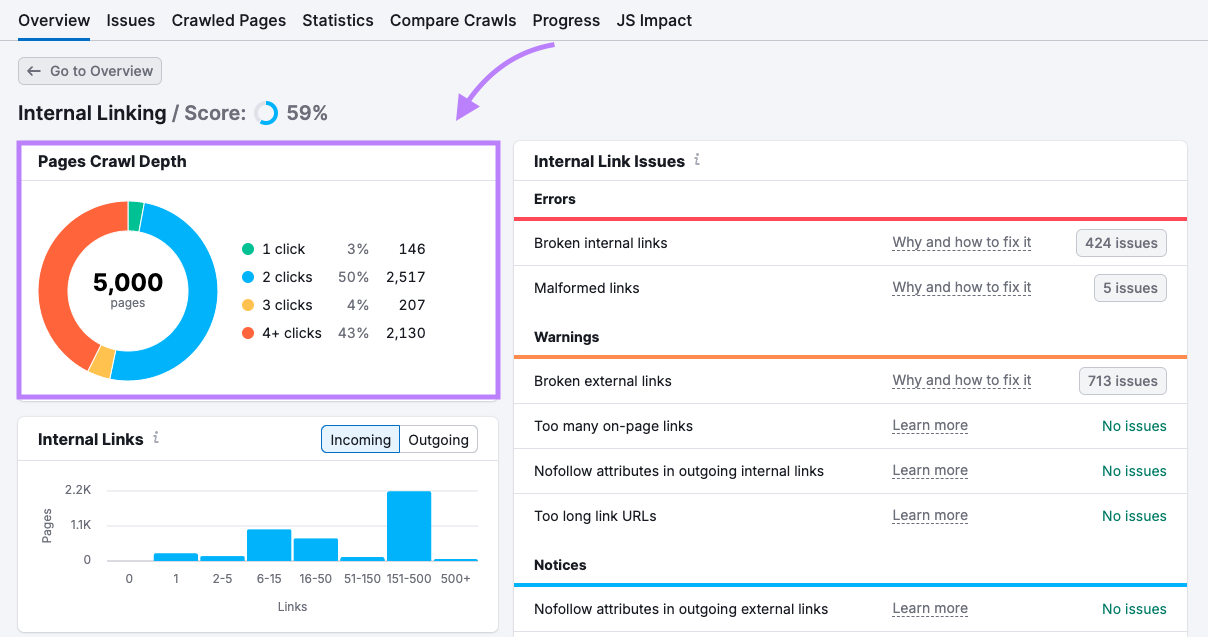 Overview Issues Crawled Pages Statistics Compare Crawls Progress JS Impact
← Go to Overview
Internal Linking / Score: 59%
Pages Crawl Depth
5,000
pages
1 click 3% 146
2 clicks 50% 2,517
3 clicks 4% 207
4+ clicks 43% 2,130
Internal Links i
Incoming Outgoing
Pages
2.2K
1.1K
0
0 1 2-5 6-15 16-50 51-150 151-500 500+
Links
Internal Link Issues i
Errors
Broken internal links Why and how to fix it 424 issues
Malformed links Why and how to fix it 5 issues
Warnings
Broken external links Why and how to fix it 713 issues
Too many on-page links Learn more No issues
Nofollow attributes in outgoing internal links Learn more No issues
Too long link URLs Learn more No issues
Notices
Nofollow attributes in outgoing external links Learn more No issues